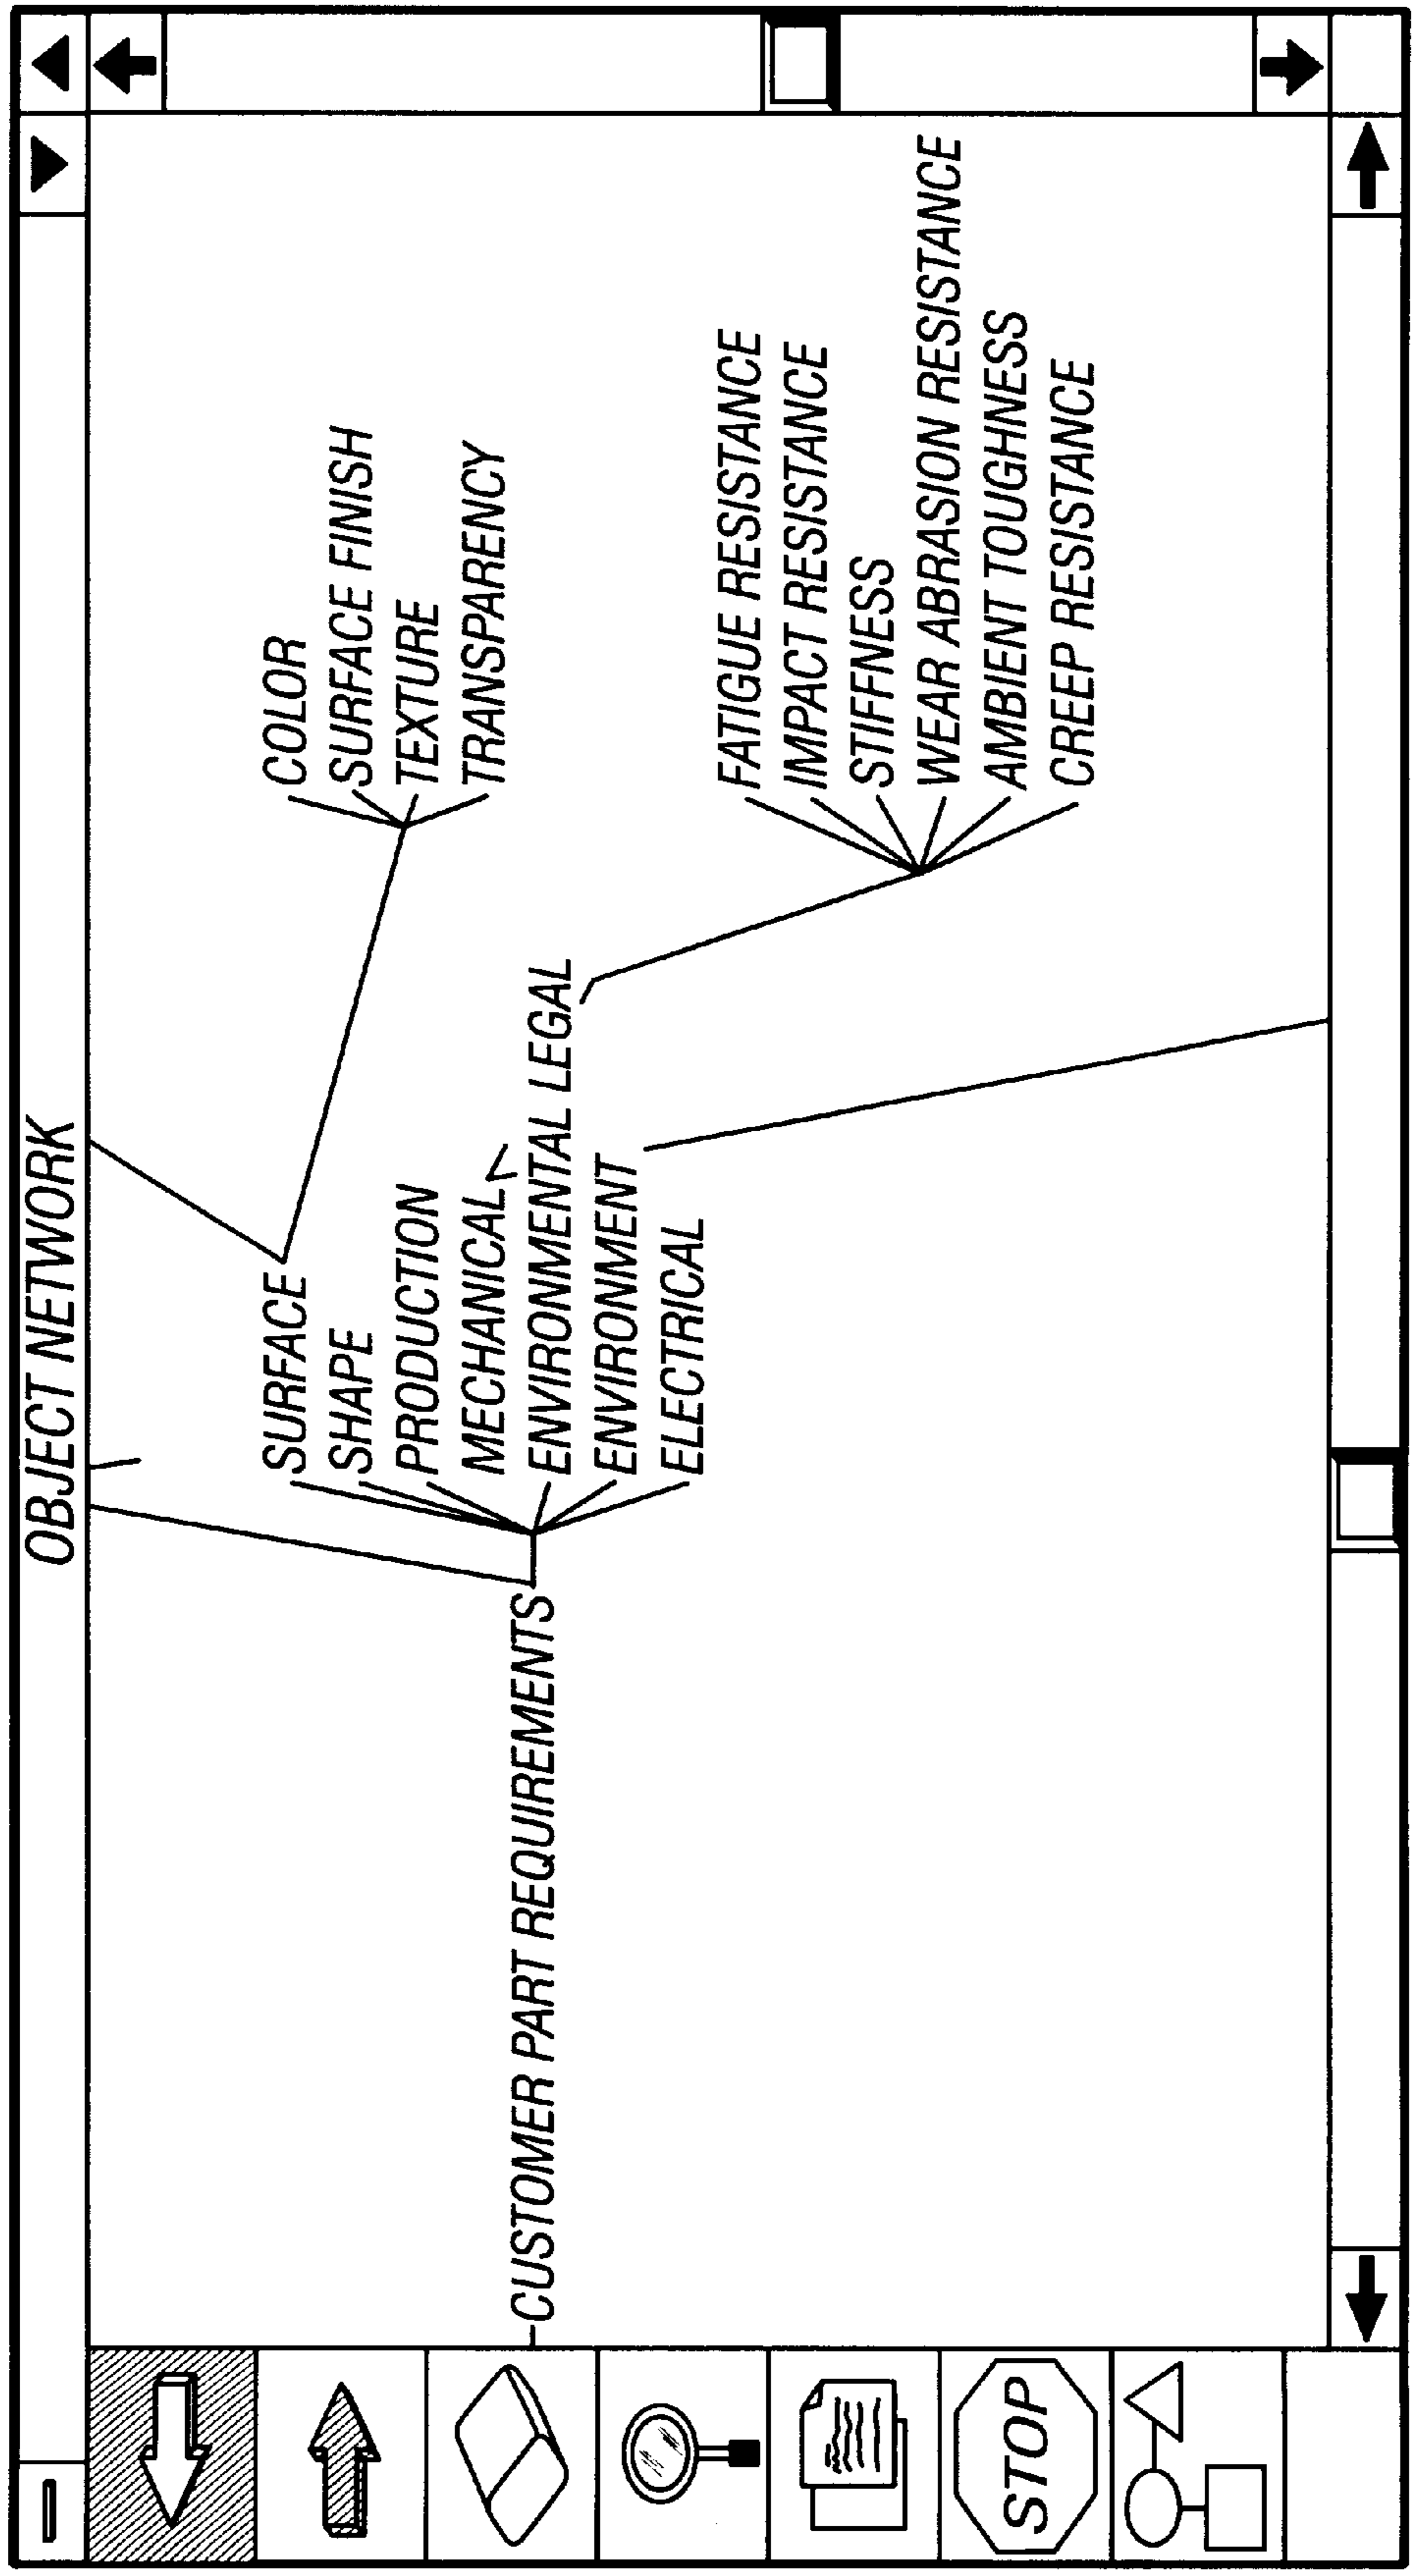 OBJECT NETWORK
STOP
CUSTOMER PART REQUIREMENTS
SURFACE
SHAPE
PRODUCTION
MECHANICAL
ENVIRONMENTAL LEGAL
ENVIRONMENT
ELECTRICAL
COLOR
SURFACE FINISH
TEXTURE
TRANSPARENCY
FATIGUE RESISTANCE
IMPACT RESISTANCE
STIFFNESS
WEAR ABRASION RESISTANCE
AMBIENT TOUGHNESS
CREEP RESISTANCE